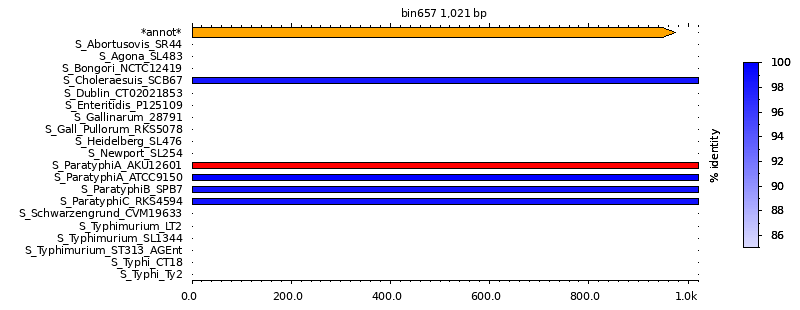 bin657 1,021 bp
*annot*
S_Abortusovis_SR44
S_Agona_SL483
S_Bongori_NCTC12419
S_Choleraesuis_SCB67
S_Dublin_CT02021853
S_Enteritidis_P125109
S_Gallinarum_28791
S_Gall_Pullorum_RKS5078
S_Heidelberg_SL476
S_Newport_SL254
S_ParatyphiA_AKU12601
S_ParatyphiA_ATCC9150
S_ParatyphiB_SPB7
S_ParatyphiC_RKS4594
S_Schwarzengrund_CVM19633
S_Typhimurium_LT2
S_Typhimurium_SL1344
S_Typhimurium_ST313_AGEnt
S_Typhi_CT18
S_Typhi_Ty2
0.0 200.0 400.0 600.0 800.0 1.0k
% identity
100
98
96
94
92
90
88
86